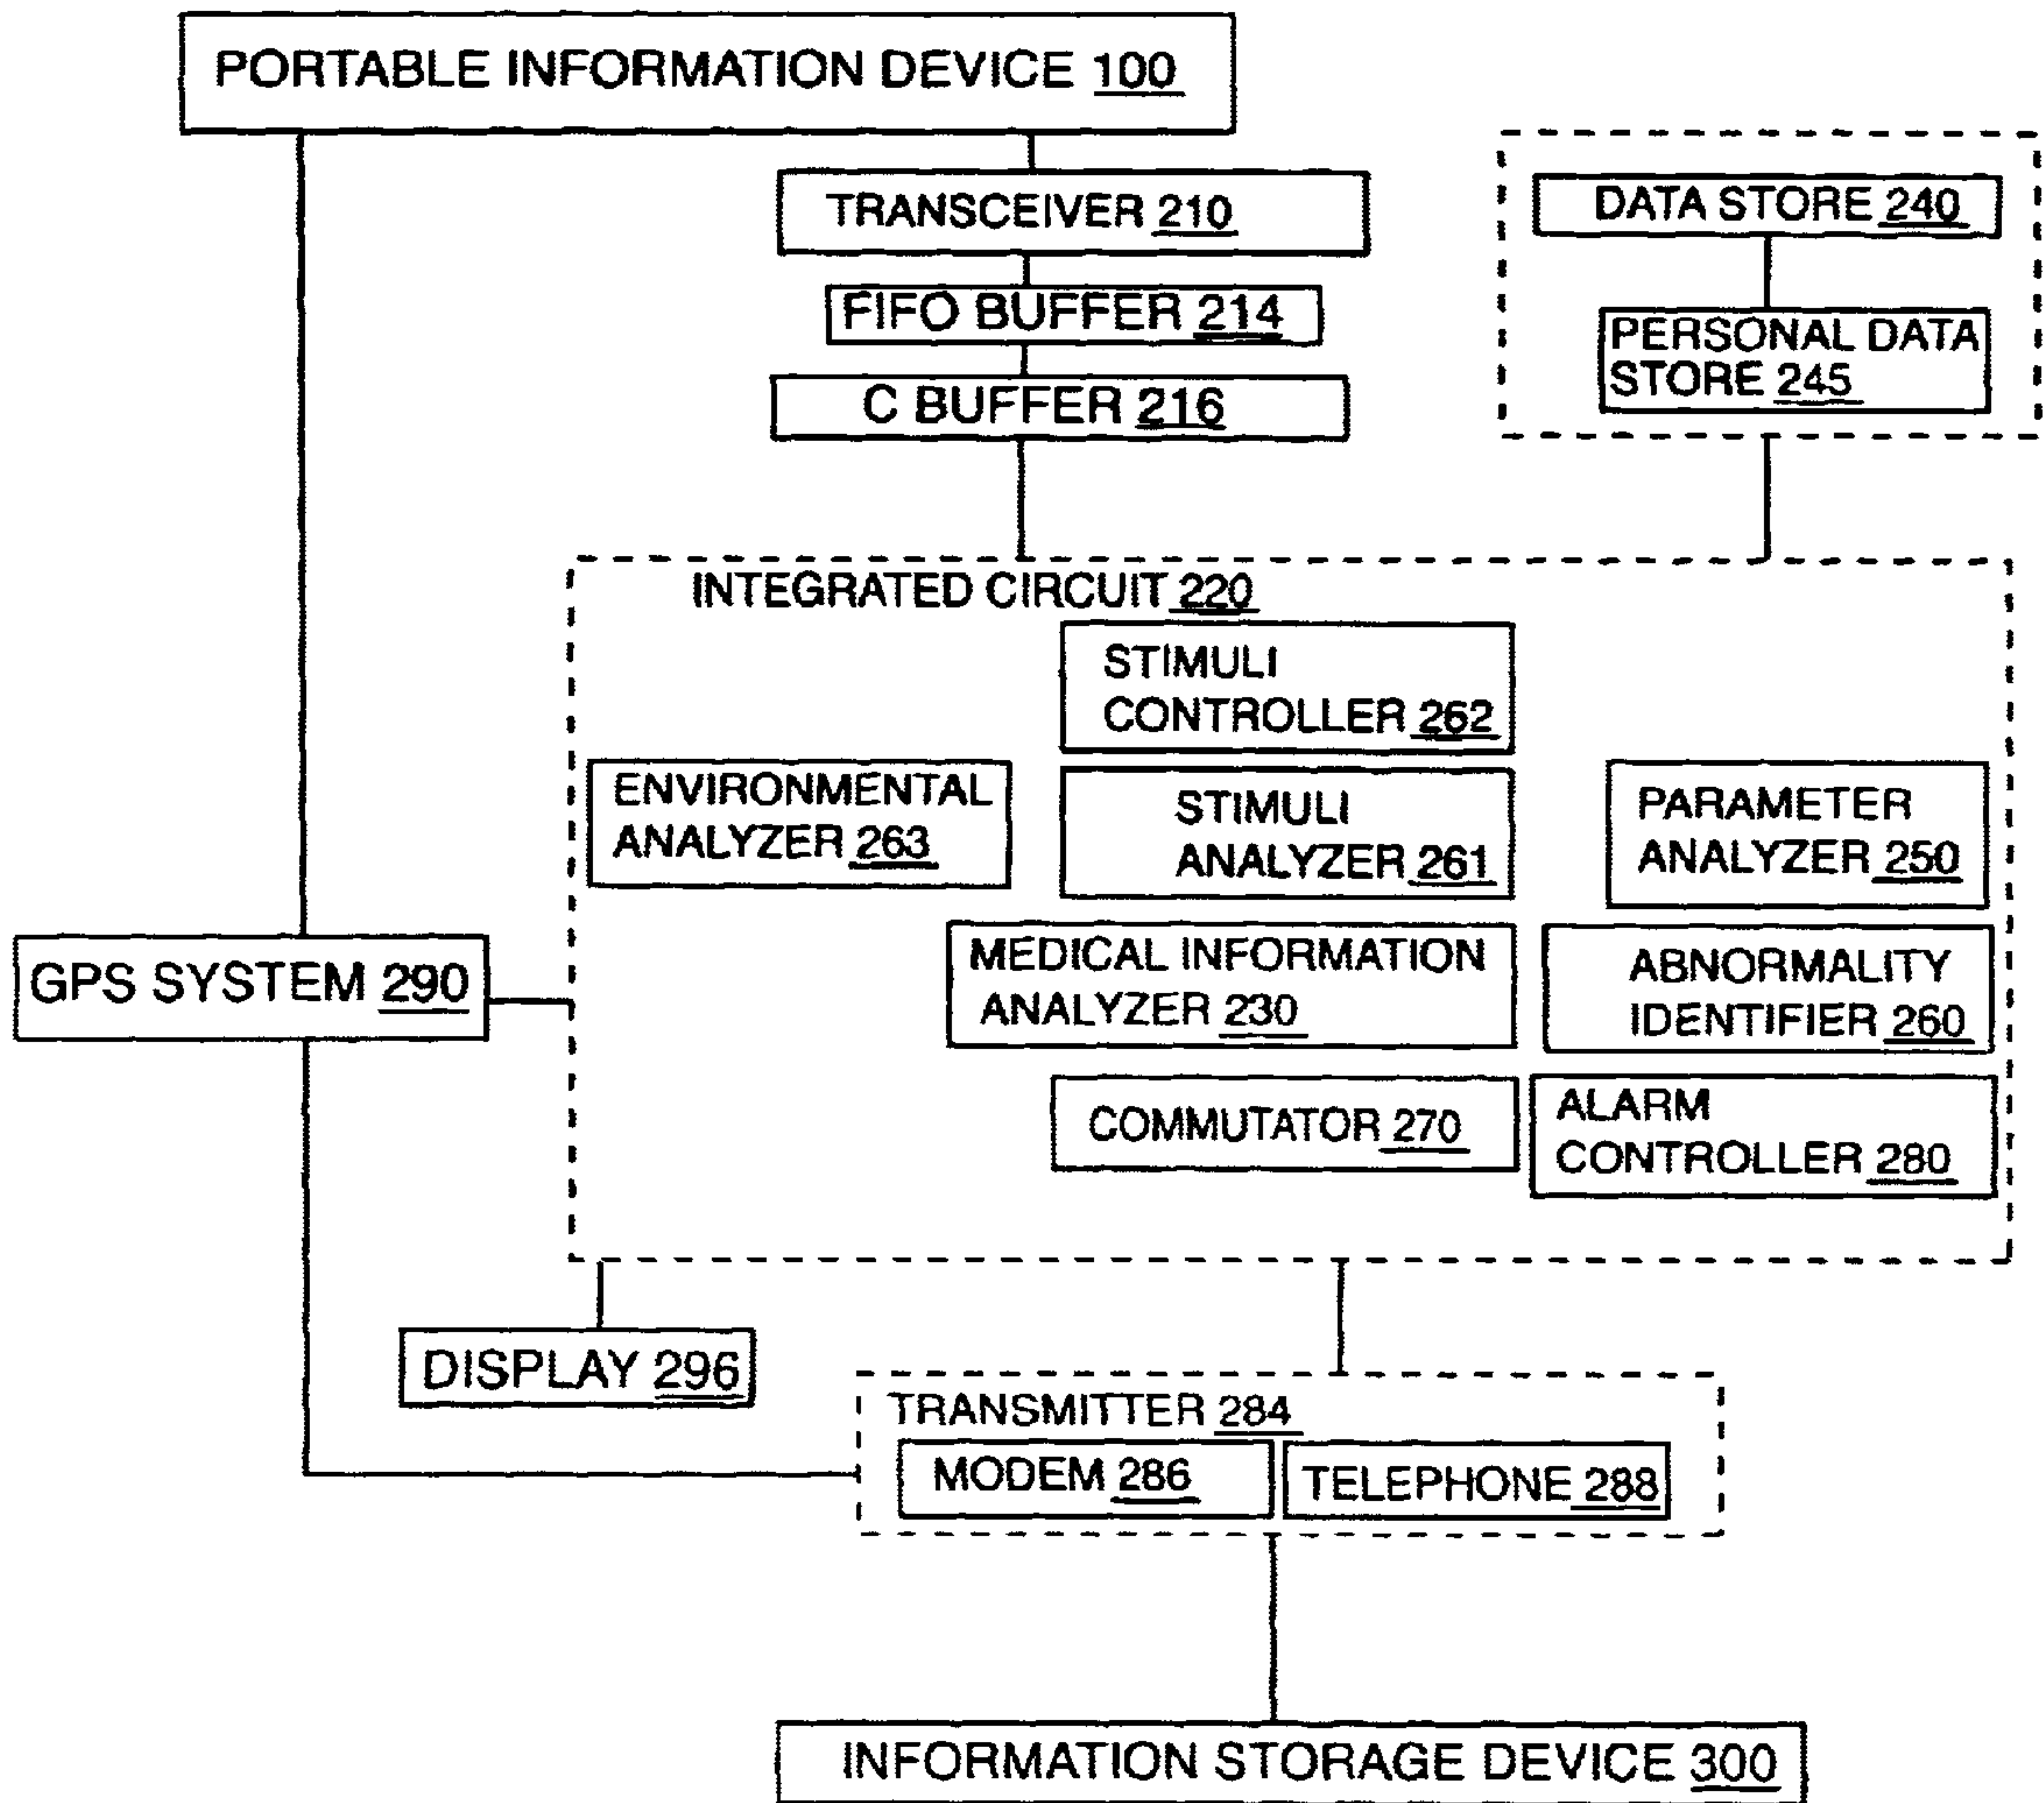 PORTABLE INFORMATION DEVICE 100
TRANSCEIVER 210
DATA STORE 240
FIFO BUFFER 214
PERSONAL DATA
STORE 245
C BUFFER 216
INTEGRATED CIRCUIT 220
STIMULI
CONTROLLER 262
ENVIRONMENTAL
ANALYZER 263
STIMULI
ANALYZER 261
PARAMETER
ANALYZER 250
GPS SYSTEM 290
MEDICAL INFORMATION
ANALYZER 230
ABNORMALITY
IDENTIFIER 260
COMMUTATOR 270
ALARM
CONTROLLER 280
DISPLAY 296
TRANSMITTER 284
MODEM 286
TELEPHONE 288
INFORMATION STORAGE DEVICE 300